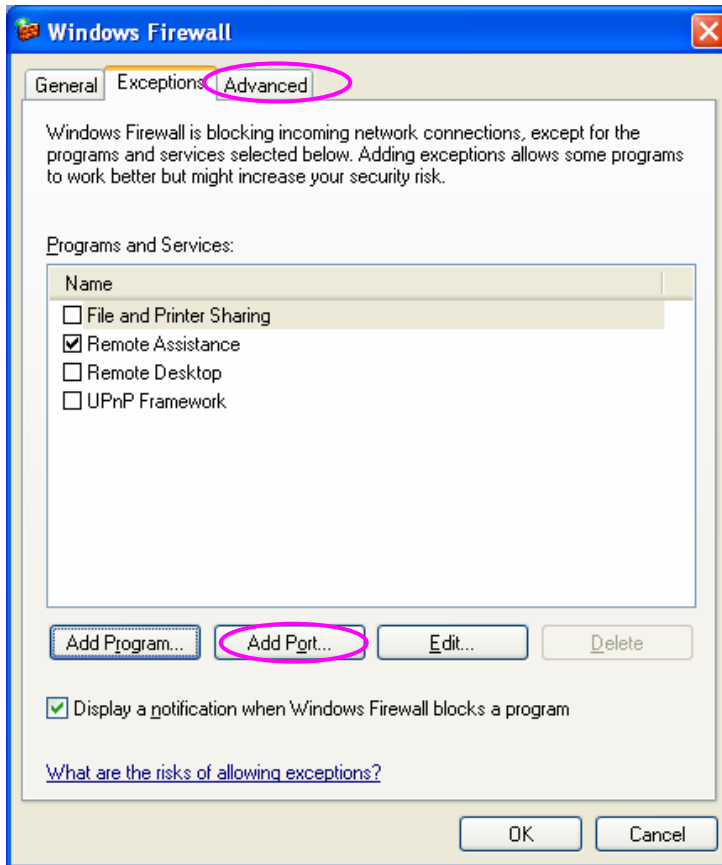 Windows Firewall
General Exceptions Advanced
Windows Firewall is blocking incoming network connections, except for the
programs and services selected below. Adding exceptions allows some programs
to work better but might increase your security risk.
Programs and Services:
Name
File and Printer Sharing
Remote Assistance
Remote Desktop
UPnP Framework
Add Program... Add Port... Edit... Delete
Display a notification when Windows Firewall blocks a program
What are the risks of allowing exceptions?
OK Cancel